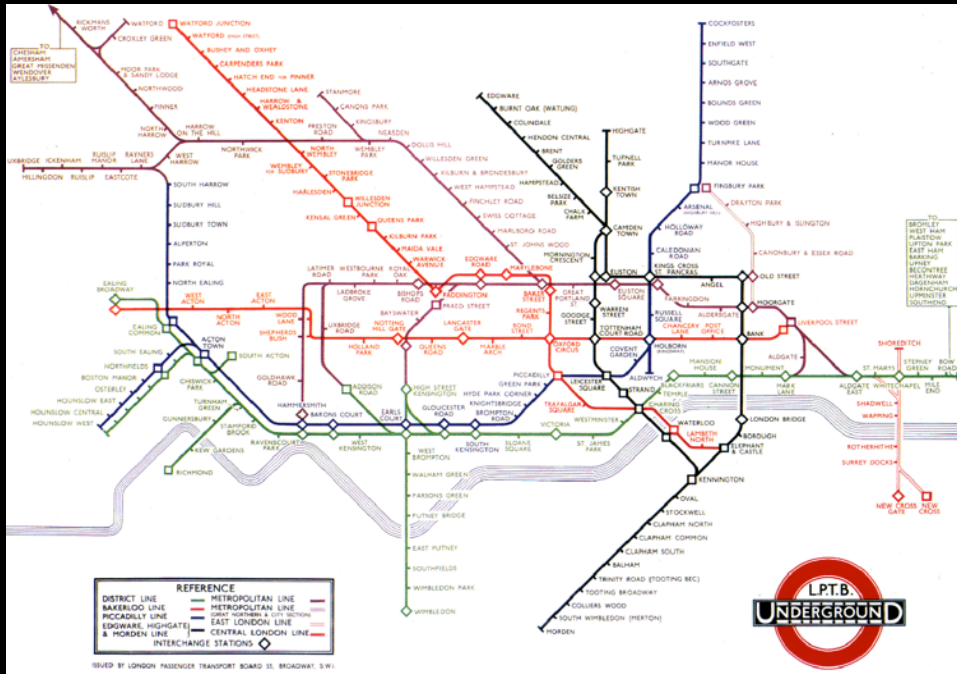 RICKMANS
WORTH
WATFORD
CROXLEY GREEN
WATFORD JUNCTION
WATFORD (HIGH STREET)
BUSHEY AND OXHEY
CARPENDERS PARK
HATCH END FOR PINNER
HEADSTONE LANE
HARROW &
WEALDSTONE
KENTON
NORTH
WEMBLEY
WEMBLEY
FOR SUDBURY
STONEBRIDGE
PARK
HARLESDEN
WILLESDEN
JUNCTION
KENSAL GREEN
QUEENS PARK
KILBURN PARK
MAIDA VALE
WARWICK
AVENUE
PADDINGTON
EDGWARE
ROAD
MARYLEBONE
BAKER
STREET
REGENTS
PARK
TO
CHESHAM
AMERSHAM
GREAT MISSENDEN
WENDOVER
AYLESBURY
MOOR PARK
& SANDY LODGE
NORTHWOOD
PINNER
NORTH
HARROW
HARROW
ON THE HILL
NORTHWICK
PARK
PRESTON
ROAD
WEMBLEY
PARK
STANMORE
CANONS PARK
KINGSBURY
NEASDEN
DOLLIS HILL
WILLESDEN GREEN
KILBURN & BRONDESBURY
WEST HAMPSTEAD
FINCHLEY ROAD
SWISS COTTAGE
MARLBORO ROAD
ST. JOHNS WOOD
UXBRIDGE
ICKENHAM
RUISLIP
MANOR
RAYNERS
LANE
WEST
HARROW
HILLINGDON
RUISLIP
EASTCOTE
SOUTH HARROW
SUDBURY HILL
SUDBURY TOWN
ALPERTON
PARK ROYAL
NORTH EALING
EDGWARE
BURNT OAK (WATLING)
COLINDALE
HENDON CENTRAL
BRENT
GOLDERS
GREEN
HAMPSTEAD
BELSIZE
PARK
CHALK
FARM
HIGHGATE
TUFNELL
PARK
KENTISH
TOWN
CAMDEN
TOWN
MORNINGTON
CRESCENT
COCKFOSTERS
ENFIELD WEST
SOUTHGATE
ARNOS GROVE
BOUNDS GREEN
WOOD GREEN
TURNPIKE LANE
MANOR HOUSE
FINSBURY PARK
ARSENAL
(HIGHBURY HILL)
HOLLOWAY
ROAD
CALEDONIAN
ROAD
KINGS CROSS
ST. PANCRAS
DRAYTON PARK
HIGHBURY & ISLINGTON
CANONBURY & ESSEX ROAD
OLD STREET
TO
BROMLEY
WEST HAM
PLAISTOW
UPTON PARK
EAST HAM
BARKING
UPNEY
BECONTREE
HEATHWAY
DAGENHAM
HORNCHURCH
UPMINSTER
SOUTHEND
EALING
BROADWAY
WEST
ACTON
EAST
ACTON
NORTH
ACTON
WOOD
LANE
SHEPHERDS
BUSH
LATIMER
ROAD
WESTBOURNE
PARK
ROYAL
OAK
LADBROKE
GROVE
BISHOPS
ROAD
PRAED STREET
BAYSWATER
UXBRIDGE
ROAD
NOTTING
HILL GATE
HOLLAND
PARK
QUEENS
ROAD
LANCASTER
GATE
MARBLE
ARCH
BOND
STREET
OXFORD
CIRCUS
GREAT
PORTLAND
ST.
EUSTON
EUSTON
SQUARE
ANGEL
FARRINGDON
ALDERSGATE
MOORGATE
GOODGE
STREET
WARREN
STREET
TOTTENHAM
COURT ROAD
RUSSELL
SQUARE
CHANCERY
LANE
POST
OFFICE
BANK
LIVERPOOL STREET
COVENT
GARDEN
HOLBORN
(KINGSWAY)
ALDWYCH
ALDGATE
EALING
COMMON
ACTON
TOWN
SOUTH EALING
NORTHFIELDS
BOSTON MANOR
OSTERLEY
HOUNSLOW EAST
HOUNSLOW CENTRAL
HOUNSLOW WEST
SOUTH ACTON
CHISWICK
PARK
TURNHAM
GREEN
GUNNERSBURY
STAMFORD
BROOK
KEW GARDENS
RICHMOND
RAVENSCOURT
PARK
GOLDHAWK
ROAD
HAMMERSMITH
BARONS COURT
WEST
KENSINGTON
ADDISON
ROAD
EARLS
COURT
HIGH STREET
KENSINGTON
GLOUCESTER
ROAD
SOUTH
KENSINGTON
BROMPTON
ROAD
KNIGHTSBRIDGE
HYDE PARK CORNER
GREEN PARK
PICCADILLY
SLOANE
SQUARE
VICTORIA
ST. JAMES
PARK
WESTMINSTER
LEICESTER
SQUARE
TRAFALGAR
SQUARE
STRAND
CHARING
CROSS
TEMPLE
BLACKFRIARS
MANSION
HOUSE
CANNON
STREET
MONUMENT
MARK
LANE
ALDGATE
EAST
ST. MARYS
WHITECHAPEL
STEPNEY
GREEN
MILE
END
BOW
ROAD
SHOREDITCH
SHADWELL
WAPPING
ROTHERHITHE
SURREY DOCKS
NEW CROSS
GATE
NEW
CROSS
WATERLOO
LAMBETH
NORTH
LONDON BRIDGE
BOROUGH
ELEPHANT
& CASTLE
KENNINGTON
OVAL
STOCKWELL
CLAPHAM NORTH
CLAPHAM COMMON
CLAPHAM SOUTH
BALHAM
TRINITY ROAD (TOOTING BEC)
TOOTING BROADWAY
COLLIERS WOOD
SOUTH WIMBLEDON (MERTON)
MORDEN
WEST
BROMPTON
WALHAM GREEN
PARSONS GREEN
PUTNEY BRIDGE
EAST PUTNEY
SOUTHFIELDS
WIMBLEDON PARK
WIMBLEDON
REFERENCE
DISTRICT LINE
BAKERLOO LINE
PICCADILLY LINE
EDGWARE, HIGHGATE
& MORDEN LINE
METROPOLITAN LINE
METROPOLITAN LINE
(GREAT NORTHERN & CITY SECTION)
EAST LONDON LINE
CENTRAL LONDON LINE
INTERCHANGE STATIONS
ISSUED BY LONDON PASSENGER TRANSPORT BOARD 55, BROADWAY, S.W.1
L.P.T.B.
UNDERGROUND